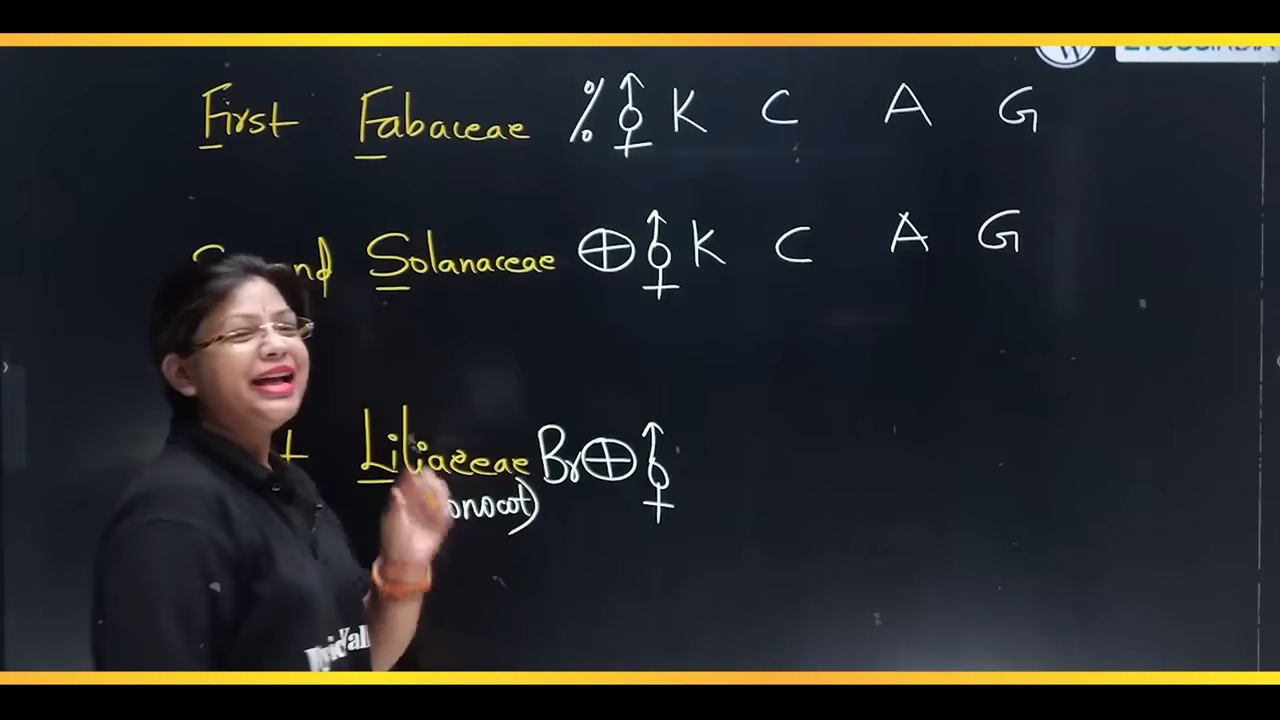 First Fabaceae % K C A G
Solanaceae ⊕ K C A G
Liliaceae Br ⊕